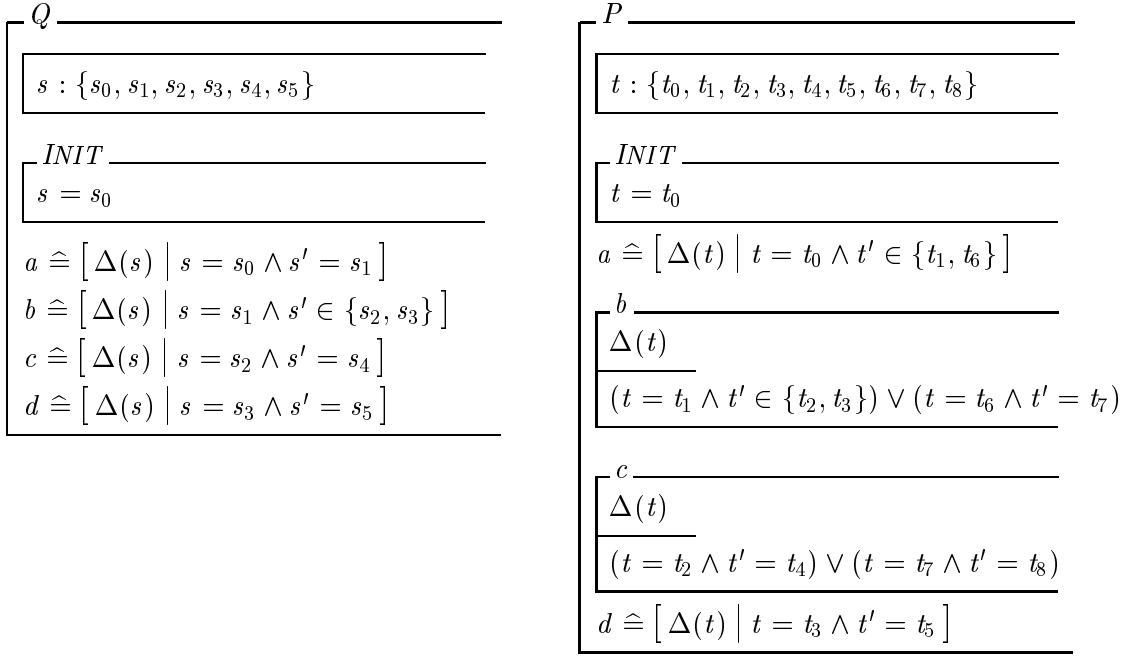 Q
s : {s₀, s₁, s₂, s₃, s₄, s₅}
INIT
s = s₀
a ≙ [ Δ(s) | s = s₀ ∧ s′ = s₁ ]
b ≙ [ Δ(s) | s = s₁ ∧ s′ ∈ {s₂, s₃} ]
c ≙ [ Δ(s) | s = s₂ ∧ s′ = s₄ ]
d ≙ [ Δ(s) | s = s₃ ∧ s′ = s₅ ]
P
t : {t₀, t₁, t₂, t₃, t₄, t₅, t₆, t₇, t₈}
INIT
t = t₀
a ≙ [ Δ(t) | t = t₀ ∧ t′ ∈ {t₁, t₆} ]
b
Δ(t)
(t = t₁ ∧ t′ ∈ {t₂, t₃}) ∨ (t = t₆ ∧ t′ = t₇)
c
Δ(t)
(t = t₂ ∧ t′ = t₄) ∨ (t = t₇ ∧ t′ = t₈)
d ≙ [ Δ(t) | t = t₃ ∧ t′ = t₅ ]